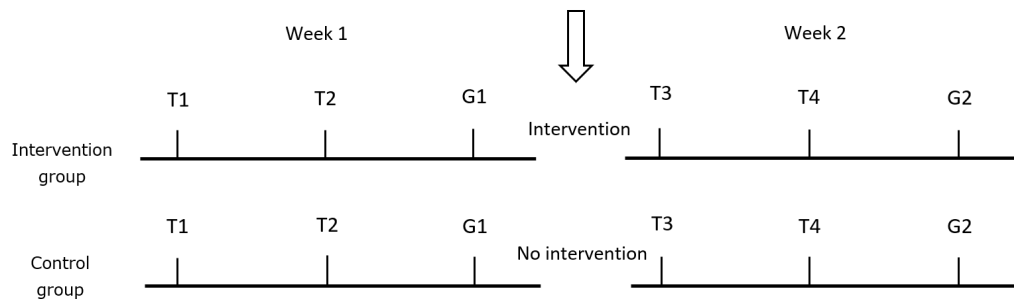 Week 1
Week 2
T1
T2
G1
T3
T4
G2
Intervention
Intervention
group
T1
T2
G1
T3
T4
G2
No intervention
Control
group